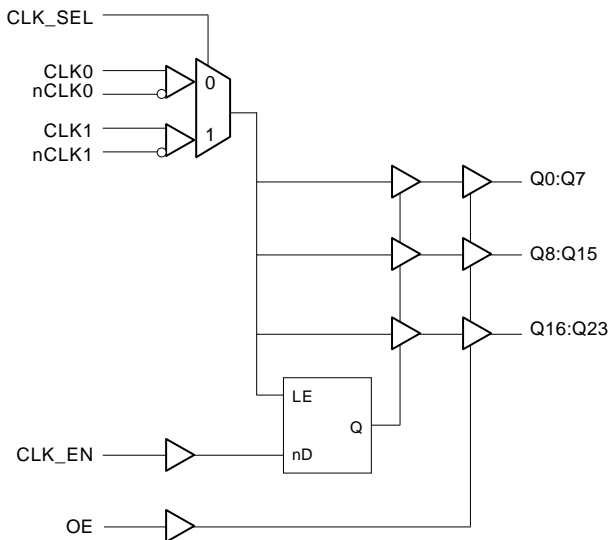 CLK_SEL
CLK0
nCLK0
0
CLK1
nCLK1
1
Q0:Q7
Q8:Q15
Q16:Q23
LE
Q
CLK_EN
nD
OE